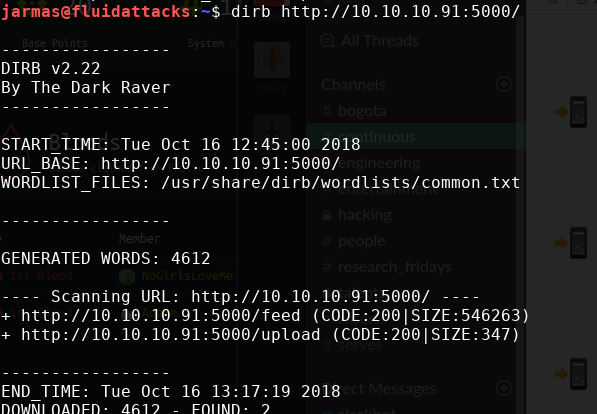 jarmas@fluidattacks:~$ dirb http://10.10.10.91:5000/
Base Points
System o
All Threads
-----------------
DIRB v2.22
By The Dark Raver
-----------------
Ctrl+2
Channels
# bogota
# continuous
START_TIME: Tue Oct 16 12:45:00 2018
URL_BASE: http://10.10.10.91:5000/
engineering
WORDLIST_FILES: /usr/share/dirb/wordlists/common.txt
# entertainment
-----------------
hacking
Member
# people
GENERATED WORDS: 4612
# research_fridays
1st Blood
NoGirlsLoveMe
---- Scanning URL: http://10.10.10.91:5000/ ----
+ http://10.10.10.91:5000/feed (CODE:200|SIZE:546263)
+ http://10.10.10.91:5000/upload (CODE:200|SIZE:347)
# serves
-----------------
END_TIME: Tue Oct 16 13:17:19 2018
Direct Messages
DOWNLOADED: 4612 - FOUND: 2